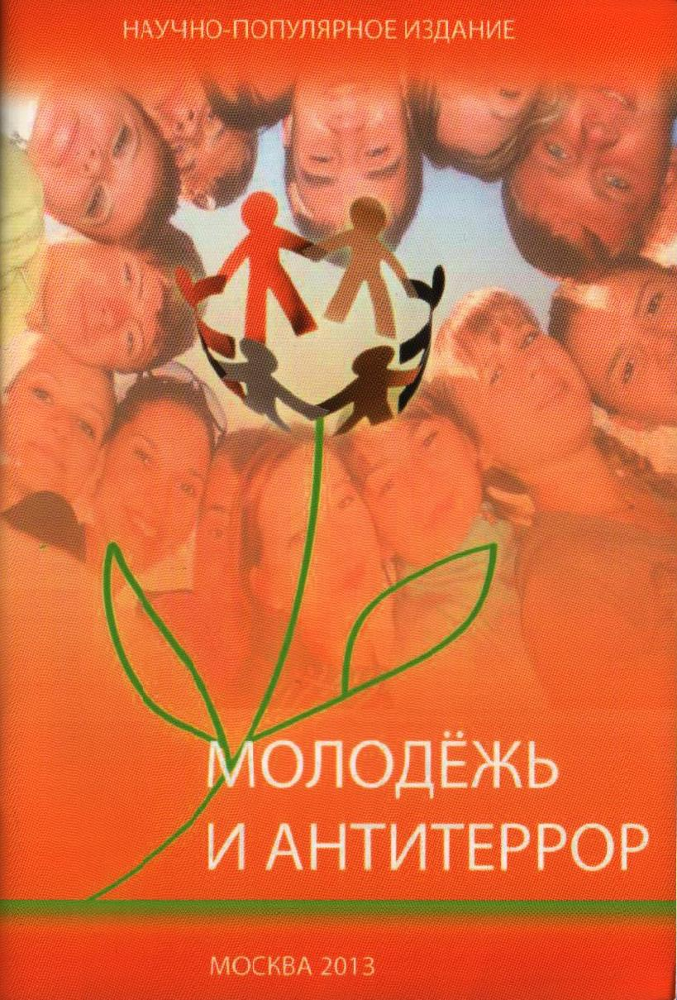 НАУЧНО-ПОПУЛЯРНОЕ ИЗДАНИЕ
МОЛОДЁЖЬ
И АНТИТЕРРОР
МОСКВА 2013